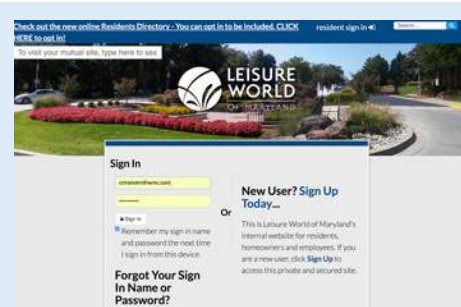 Check out the new online Residents Directory - You can opt in to be included. CLICK
HERE to opt in!
resident sign in
Search...
To visit your mutual site, type here to see
LEISURE
WORLD
OF MARYLAND
Sign In
Sign In
Remember my sign in name
and password the next time
I sign in from this device.
Forgot Your Sign
In Name or
Password?
Or
New User? Sign Up
Today...
This is Leisure World of Maryland's
internal website for residents,
homeowners and employees. If you
are a new user, click Sign Up to
access this private and secured site.